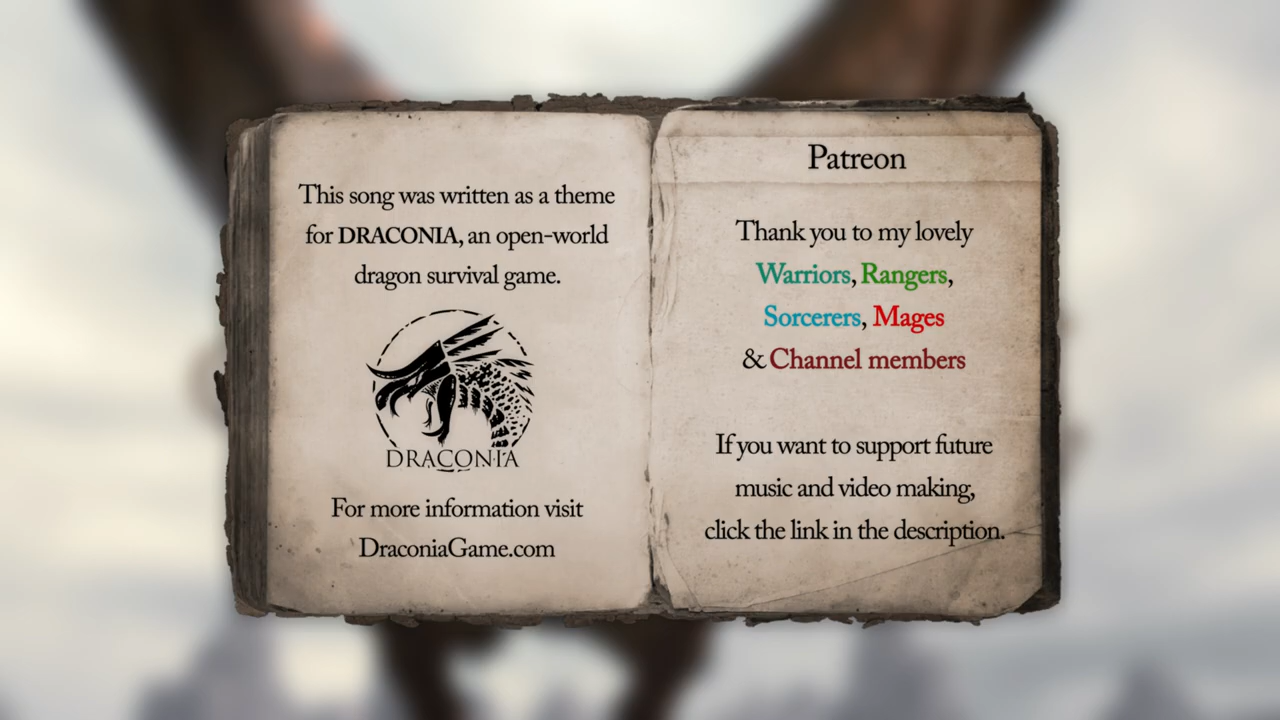 This song was written as a theme
for DRACONIA, an open-world
dragon survival game.
DRACONIA
For more information visit
DraconiaGame.com
Patreon
Thank you to my lovely
Warriors, Rangers,
Sorcerers, Mages
& Channel members
If you want to support future
music and video making,
click the link in the description.